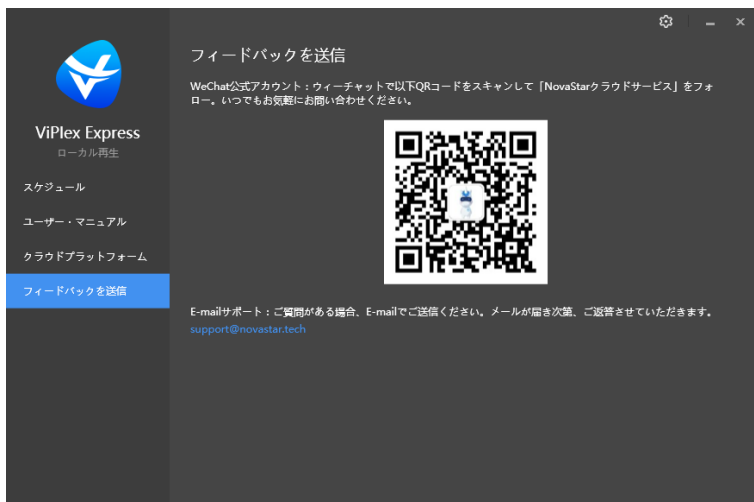 ViPlex Express
ローカル再生
スケジュール
ユーザー・マニュアル
クラウドプラットフォーム
フィードバックを送信
フィードバックを送信
WeChat公式アカウント：ウィーチャットで以下QRコードをスキャンして「NovaStarクラウドサービス」をフォ
ロー。いつでもお気軽にお問い合わせください。
E-mailサポート：ご質問がある場合、E-mailでご送信ください。メールが届き次第、ご返答させていただきます。
support@novastar.tech